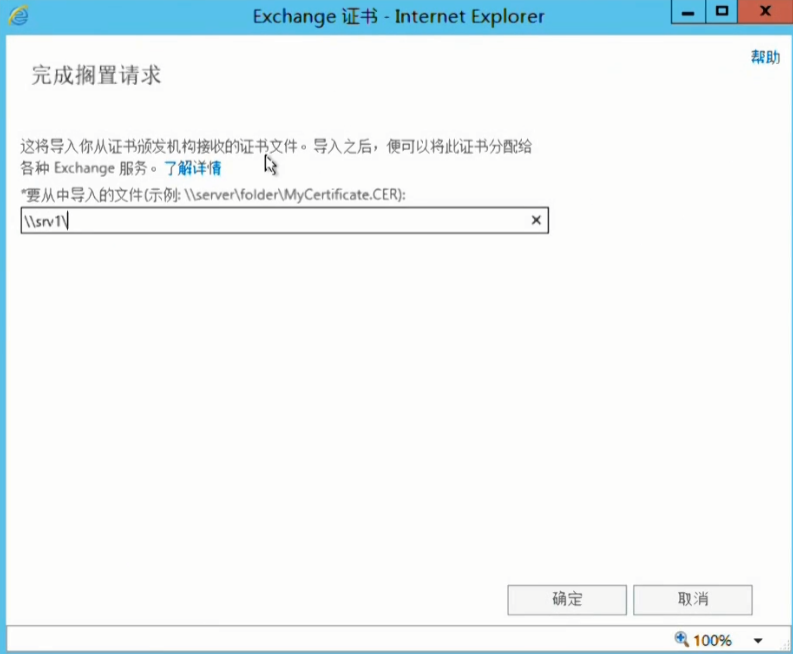 Exchange 证书 - Internet Explorer
帮助
完成搁置请求
这将导入你从证书颁发机构接收的证书文件。导入之后，便可以将此证书分配给
各种 Exchange 服务。了解详情
*要从中导入的文件(示例: \\server\folder\MyCertificate.CER):
\\srv1\
确定
取消
100%